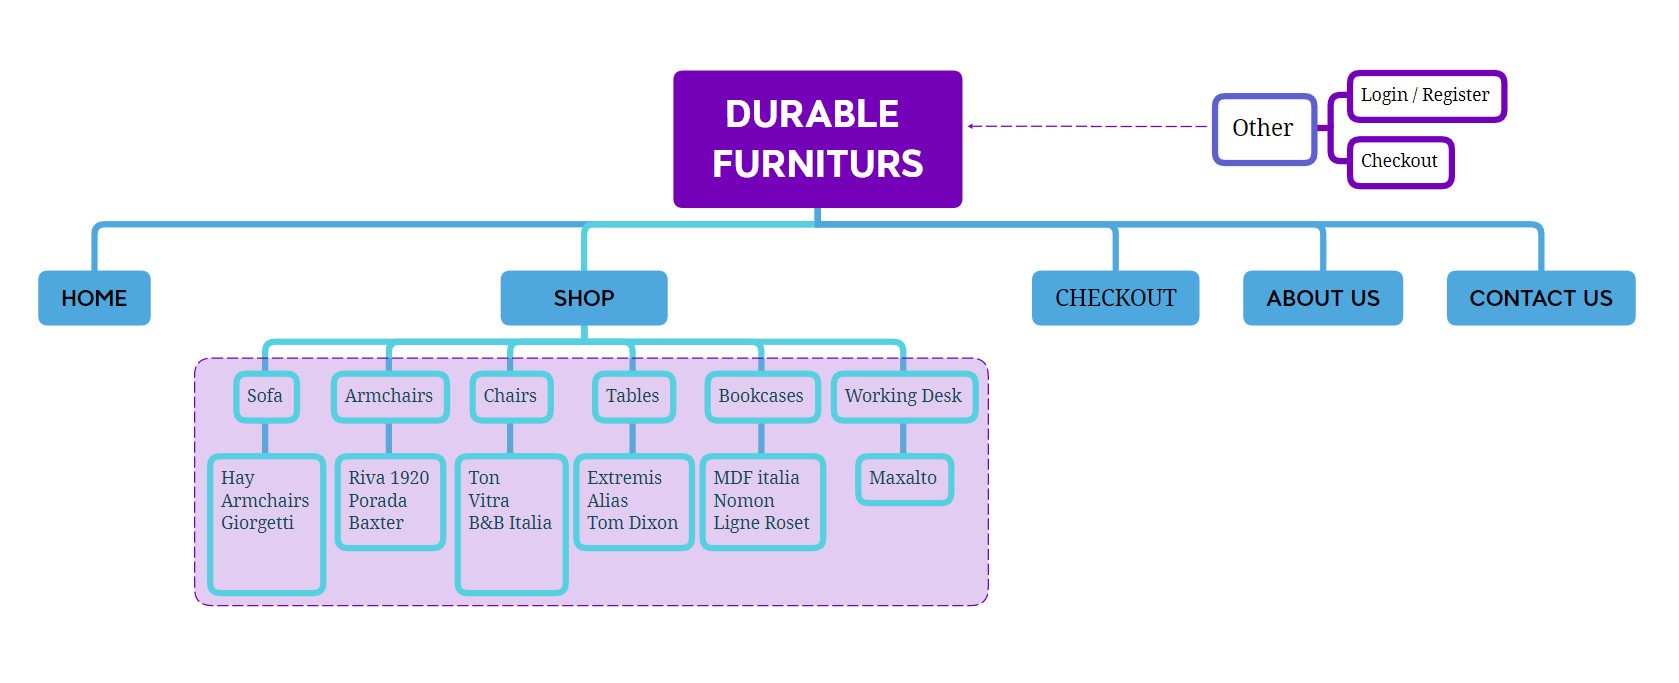 DURABLE
FURNITURS
Other
Login / Register
Checkout
HOME
SHOP
CHECKOUT
ABOUT US
CONTACT US
Sofa
Armchairs
Chairs
Tables
Bookcases
Working Desk
Hay
Armchairs
Giorgetti
Riva 1920
Porada
Baxter
Ton
Vitra
B&B Italia
Extremis
Alias
Tom Dixon
MDF italia
Nomon
Ligne Roset
Maxalto